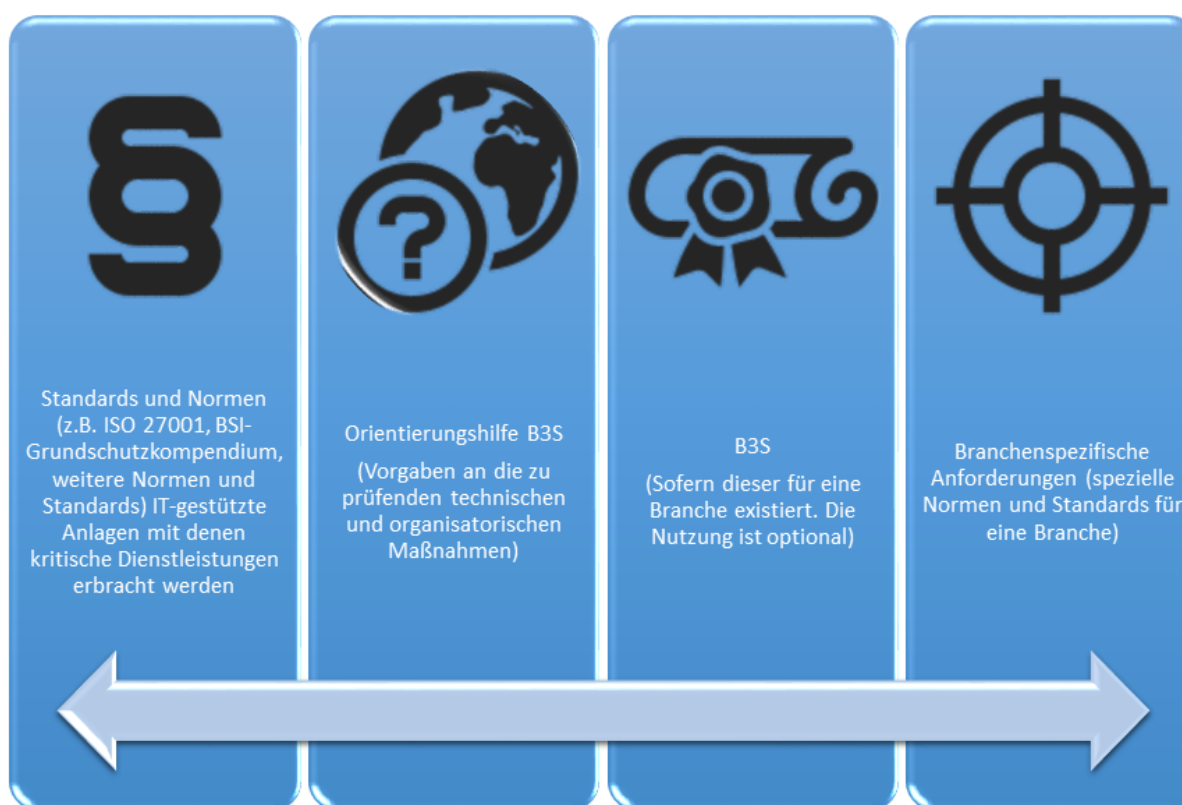 Standards und Normen
(z.B. ISO 27001, BSI-
Grundschutzkompendium,
weitere Normen und
Standards) IT-gestützte
Anlagen mit denen
kritische Dienstleistungen
erbracht werden
Orientierungshilfe B3S
(Vorgaben an die zu
prüfenden technischen
und organisatorischen
Maßnahmen)
B3S
(Sofern dieser für eine
Branche existiert. Die
Nutzung ist optional)
Branchenspezifische
Anforderungen (spezielle
Normen und Standards für
eine Branche)